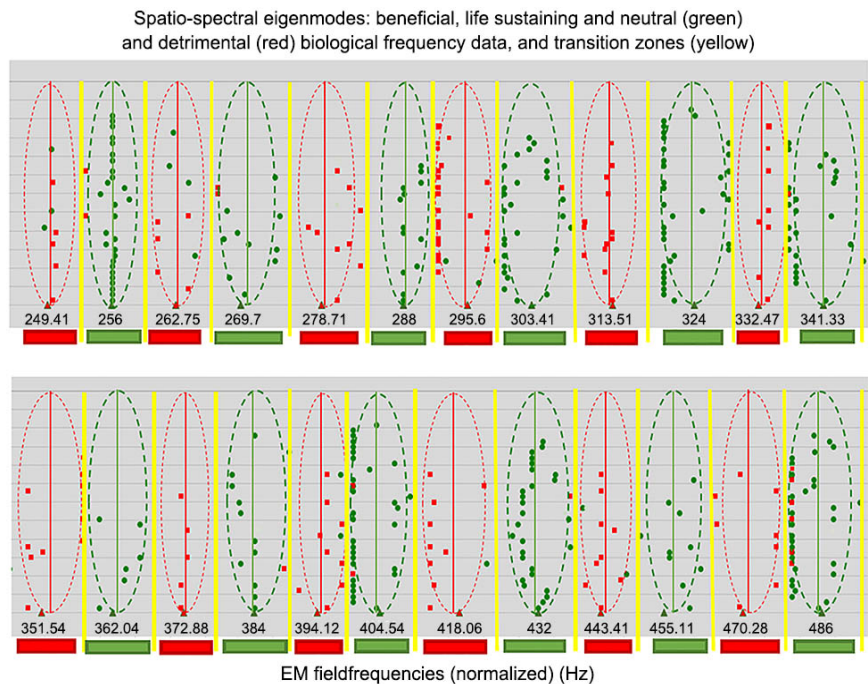 Spatio-spectral eigenmodes: beneficial, life sustaining and neutral (green)
and detrimental (red) biological frequency data, and transition zones (yellow)
249.41 256 262.75 269.7 278.71 288 295.6 303.41 313.51 324 332.47 341.33
351.54 362.04 372.88 384 394.12 404.54 418.06 432 443.41 455.11 470.28 486
EM fieldfrequencies (normalized) (Hz)